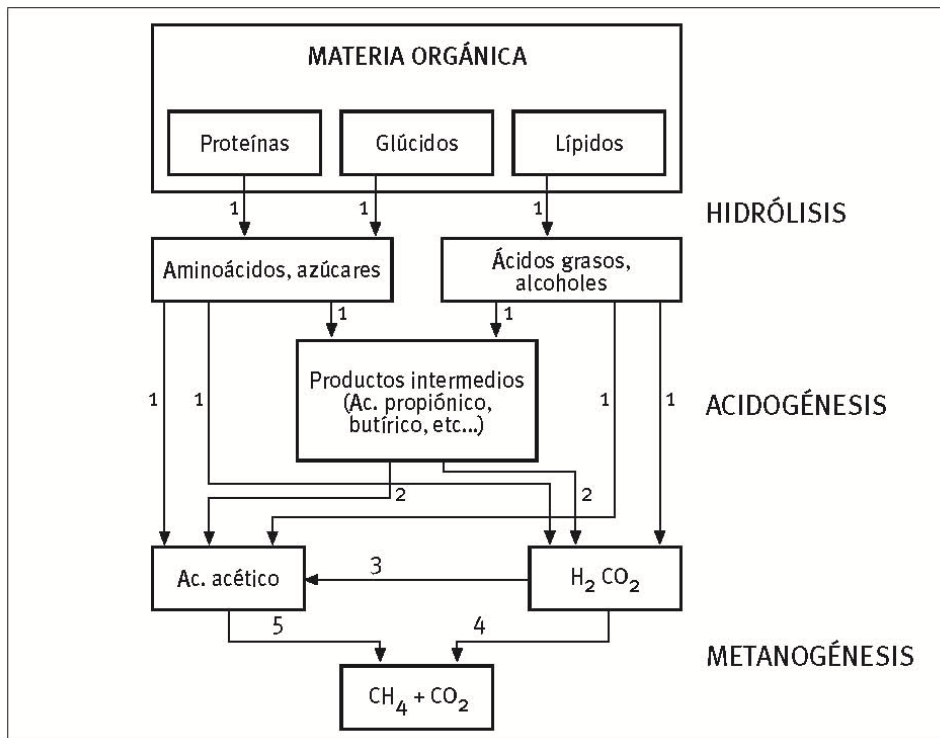 MATERIA ORGÁNICA
Proteínas
Glúcidos
Lípidos
1
1
1
HIDRÓLISIS
Aminoácidos, azúcares
Ácidos grasos,
alcoholes
1
1
Productos intermedios
(Ac. propiónico,
butírico, etc...)
1
1
1
1
ACIDOGÉNESIS
2
2
Ac. acético
3
H₂ CO₂
5
4
METANOGÉNESIS
CH₄ + CO₂